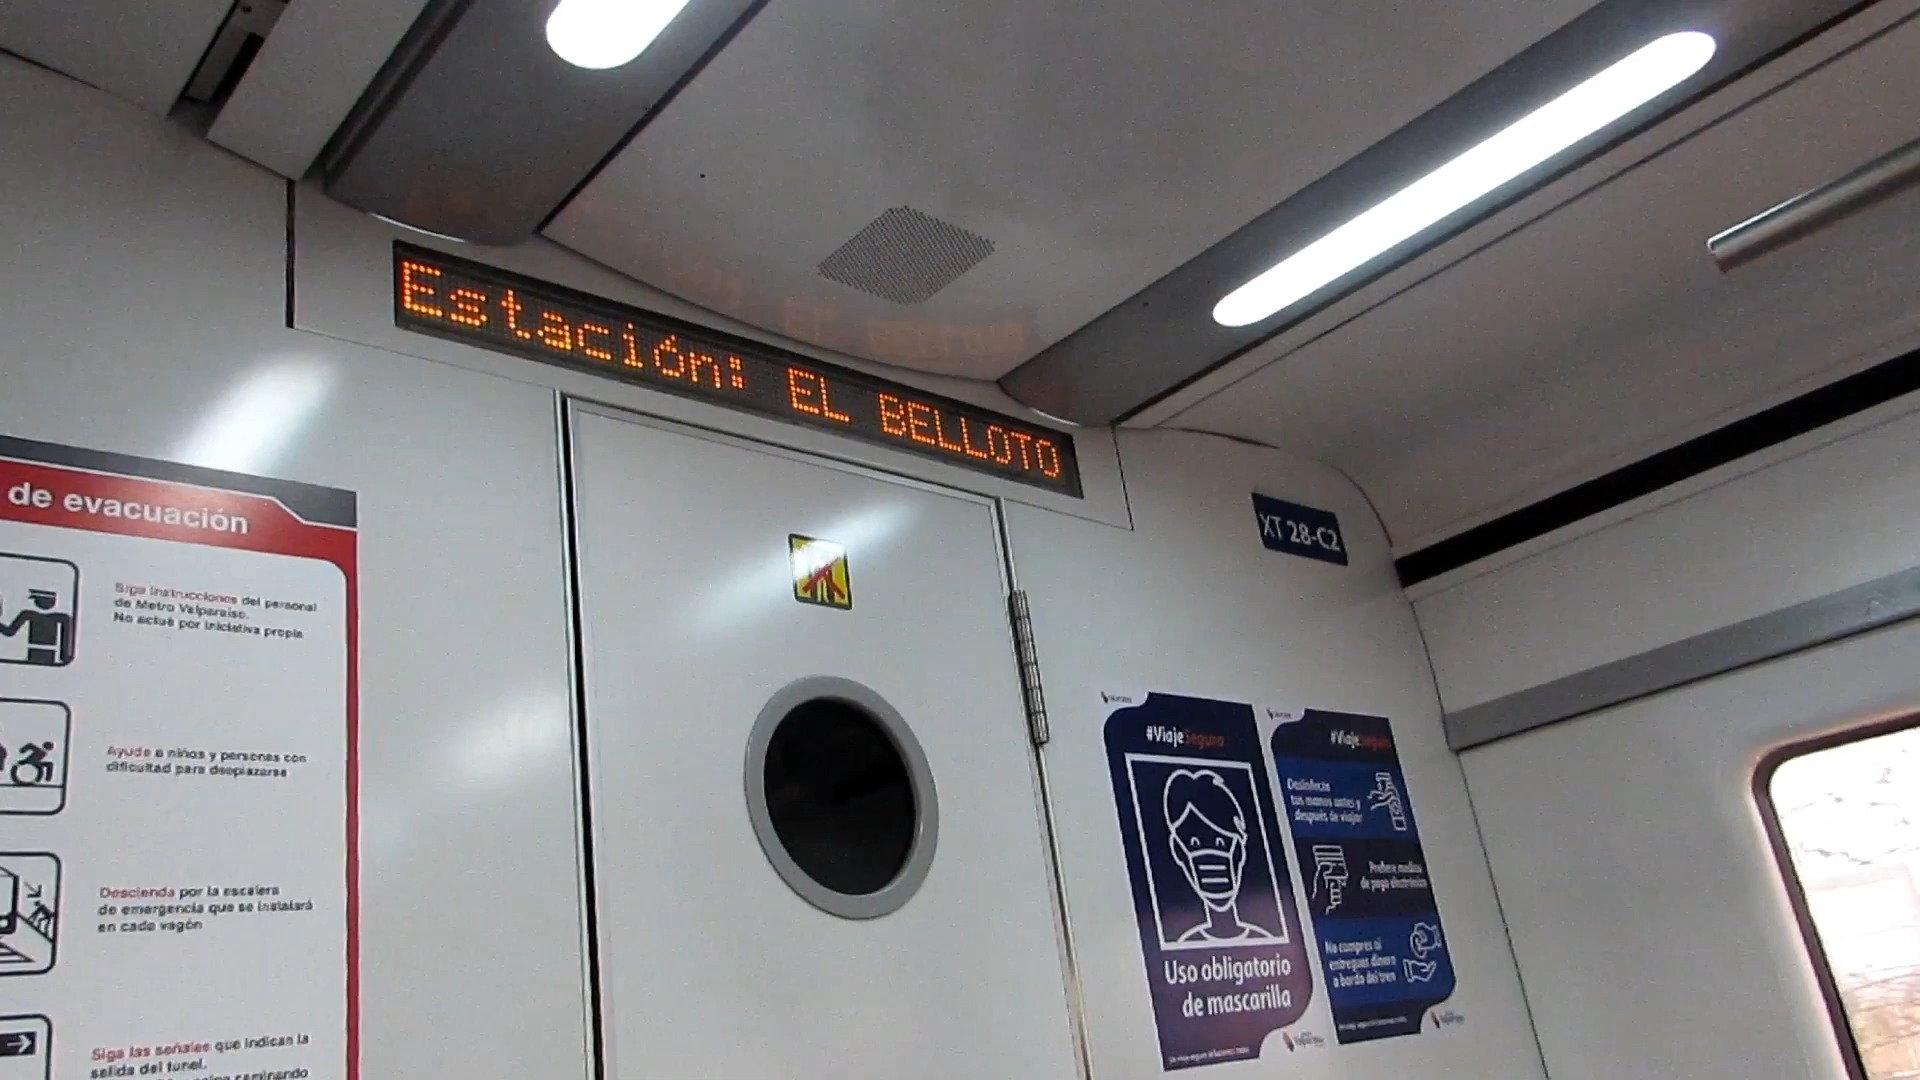 Estación: EL BELLOTO
XT 28-C2
de evacuación
Siga instrucciones del personal
de Metro Valparaíso.
No actué por iniciativa propia
Ayude a niños y personas con
dificultad para desplazarse
Descienda por la escalera
de emergencia que se instalará
en cada vagón
Siga las señales que indican la
salida del tunel.
caminando
#ViajeSeguro
Uso obligatorio
de mascarilla
#ViajeSeguro
Desinfecta
tus manos antes y
después de viajar
Prefiere medios
de pago electrónico
No compres ni
entregues dinero
a bordo del tren